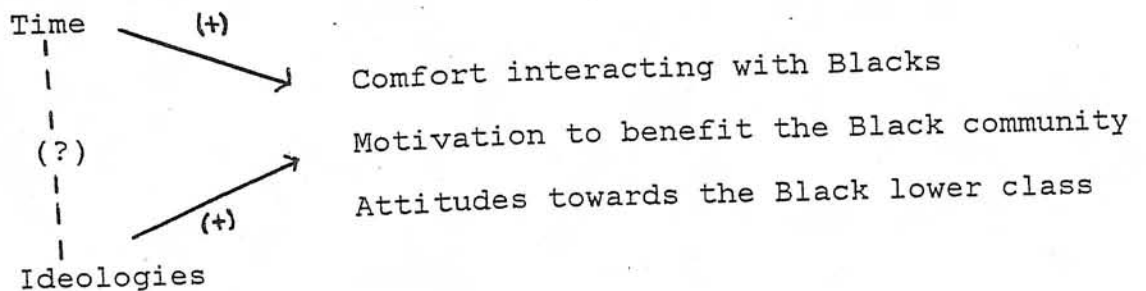 Time
(+)
Comfort interacting with Blacks
(?)
Motivation to benefit the Black community
Attitudes towards the Black lower class
(+)
Ideologies